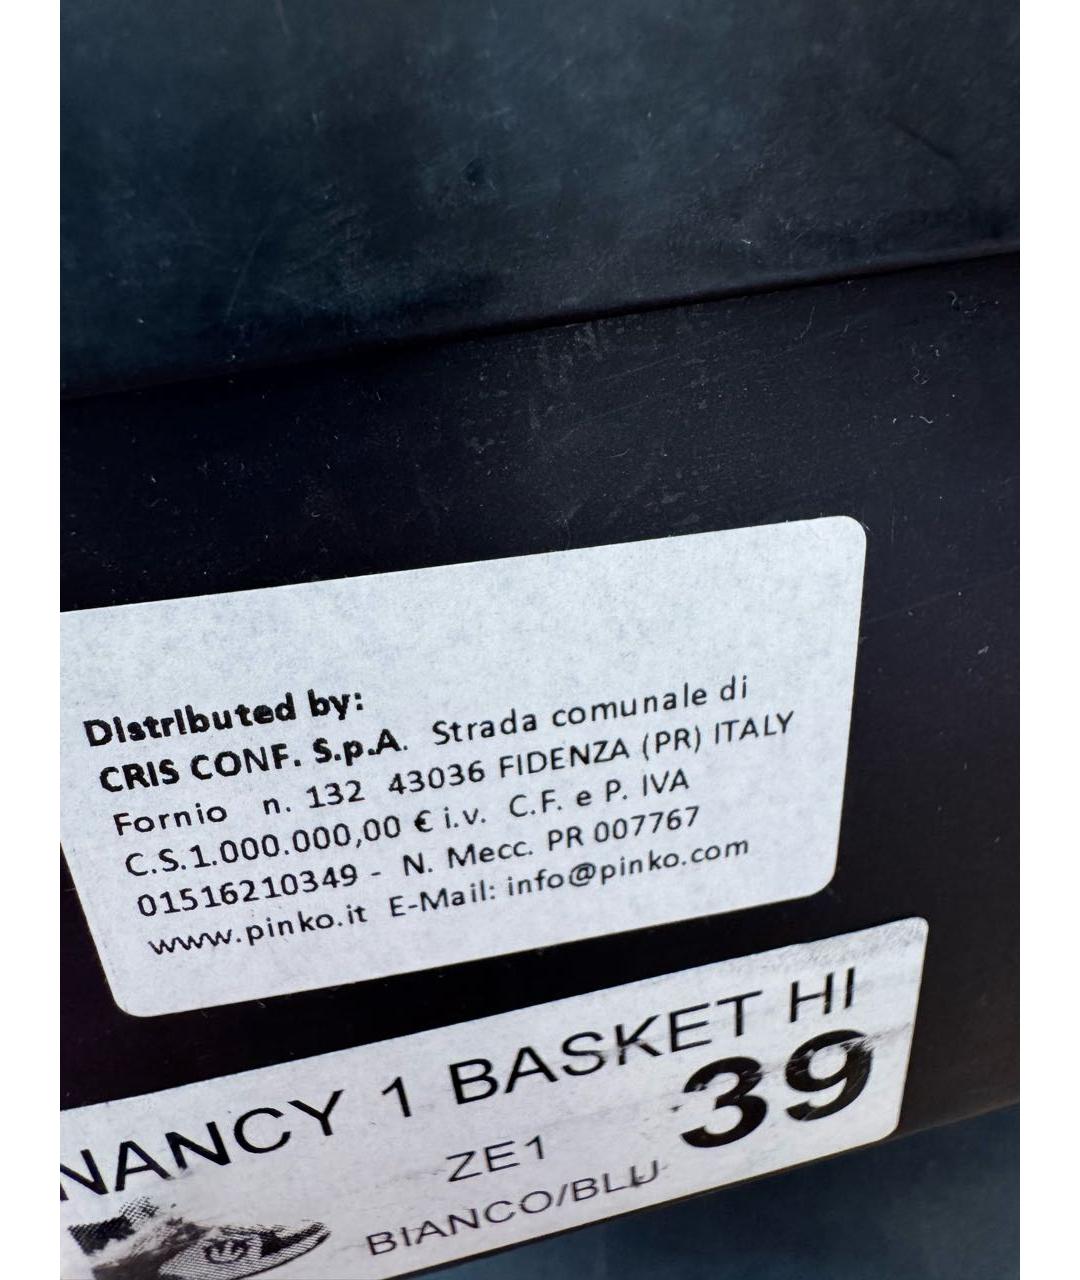 Distributed by:
CRIS CONF. S.p.A. Strada comunale di
Fornio n. 132 43036 FIDENZA (PR) ITALY
C.S.1.000.000,00 € i.v. C.F. e P. IVA
01516210349 - N. Mecc. PR 007767
www.pinko.it E-Mail: info@pinko.com
NANCY 1 BASKET HI
39
ZE1
BIANCO/BLU